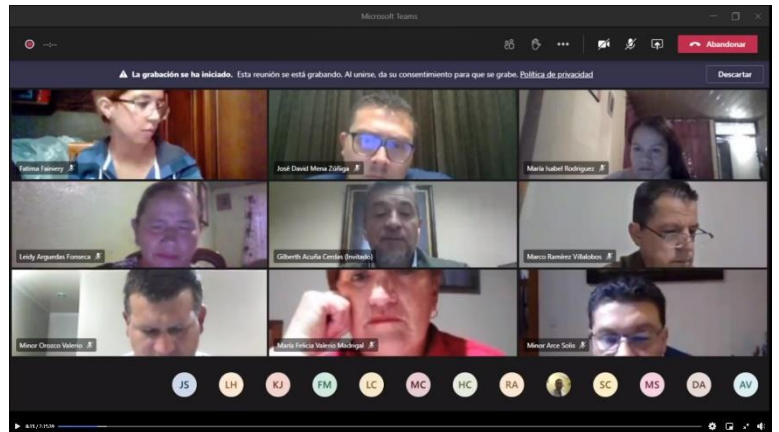 Microsoft Teams
--:--
Abandonar
La grabación se ha iniciado. Esta reunión se está grabando. Al unirse, da su consentimiento para que se grabe. Política de privacidad
Descartar
José David Mena Zúñiga
María Isabel Rodriguez
Leidy Arguedas Fonseca
Gilberth Acuña Cerdas (Invitado)
Marco Ramírez Villalobos
Minor Orozco Valerio
María Felicia Valerio Madrigal
Minor Arce Solís
JS LH KJ FM LC MC HC RA SC MS DA AV